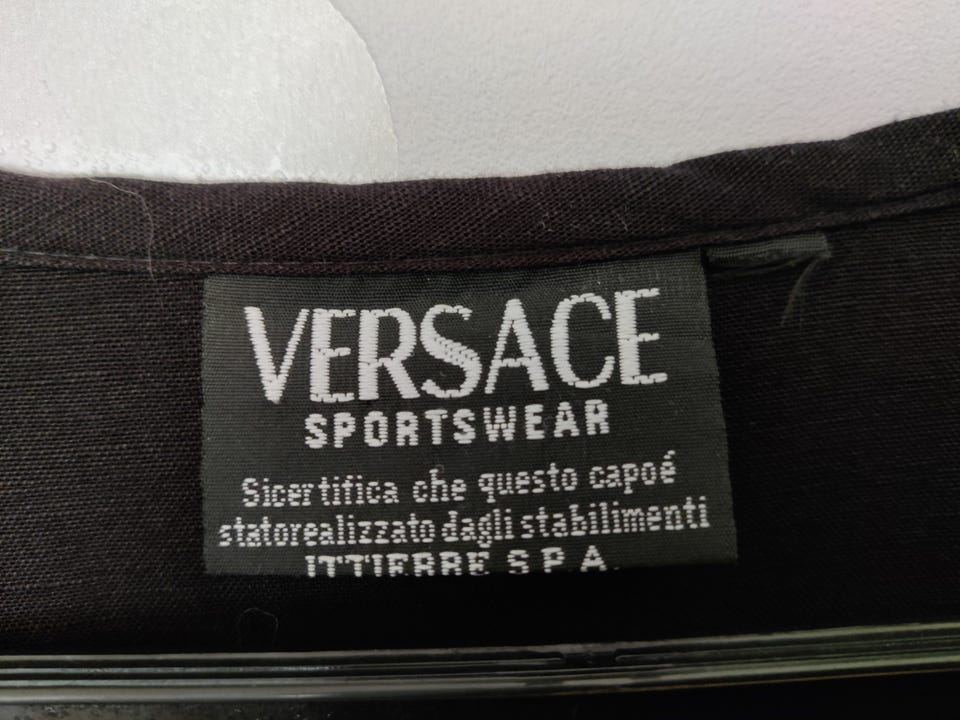 VERSACE
SPORTSWEAR
Sicertifica che questo capoé
statorealizzato dagli stabilimenti
ITTIERRE S.P.A.